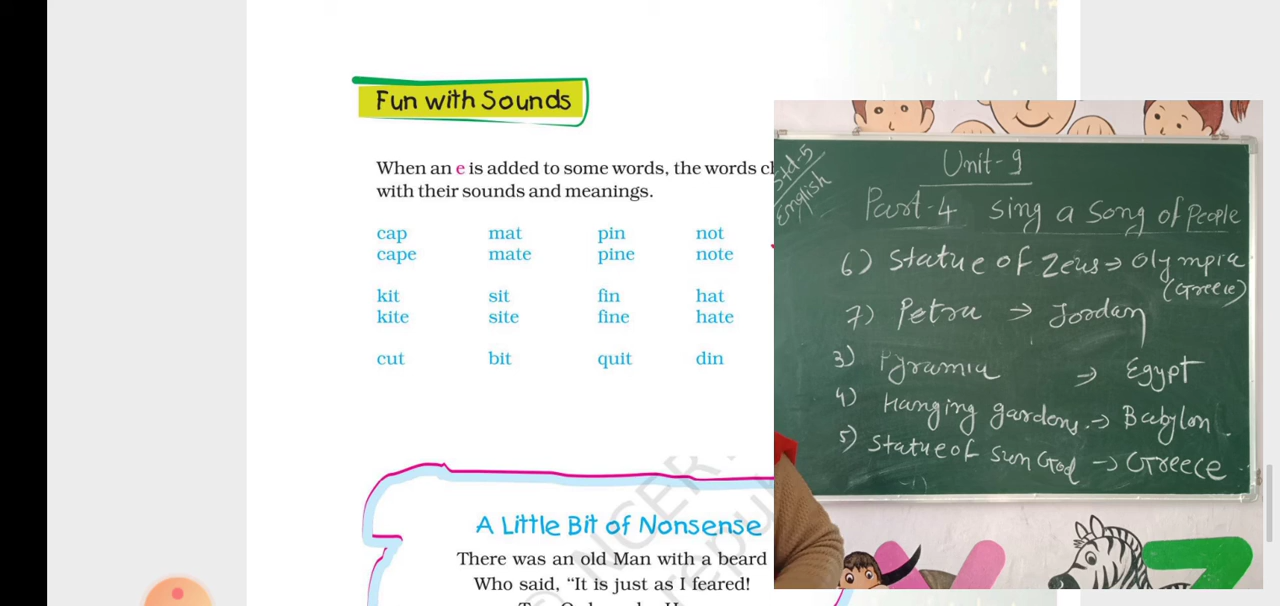 Fun with Sounds
When an e is added to some words, the words c
with their sounds and meanings.
cap mat pin not
cape mate pine note
kit sit fin hat
kite site fine hate
cut bit quit din
A Little Bit of Nonsense
There was an old Man with a beard
Who said, “It is just as I feared!
© NCERT
Republ
Std-5
English
Unit-9
Part-4 Sing a Song of People
6) Statue of Zeus → Olympia
(Greece)
7) Petra → Jordan
3) Pyramid → Egypt
4) Hanging gardens. → Babylon.
5) Statue of Sun God → Greece